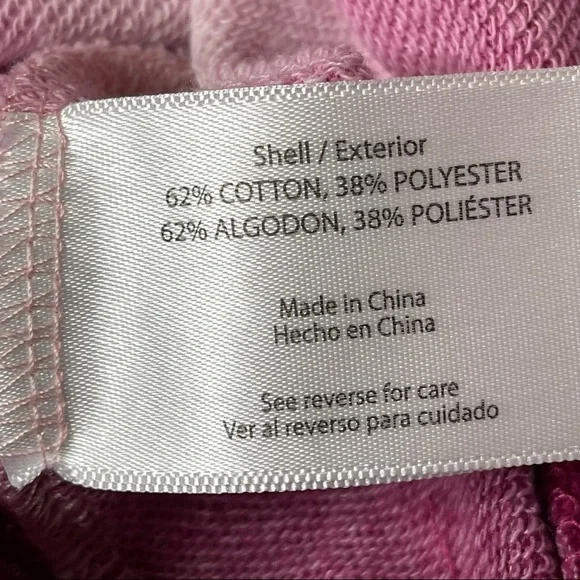 Shell / Exterior
62% COTTON, 38% POLYESTER
62% ALGODON, 38% POLIÉSTER
Made in China
Hecho en China
See reverse for care
Ver al reverso para cuidado